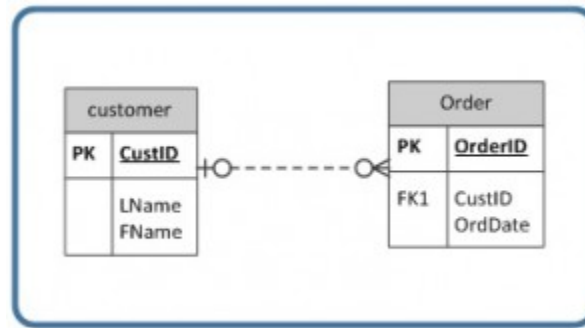 customer
PK CustID
LName
FName
Order
PK OrderID
FK1 CustID
OrdDate